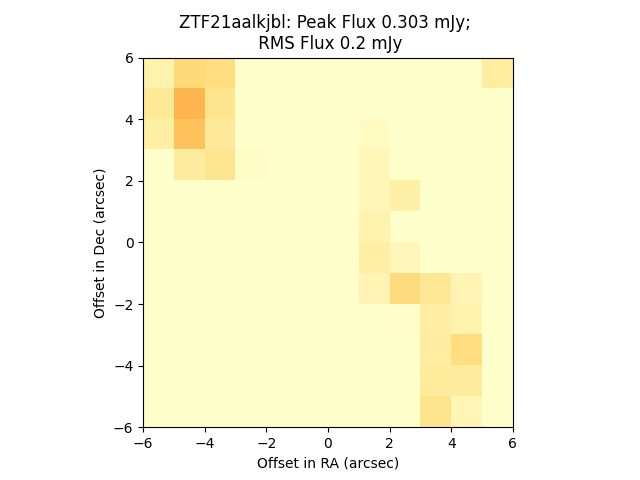 ZTF21aalkjbl: Peak Flux 0.303 mJy;
RMS Flux 0.2 mJy
6
4
2
0
−2
−4
−6
Offset in Dec (arcsec)
−6 −4 −2 0 2 4 6
Offset in RA (arcsec)